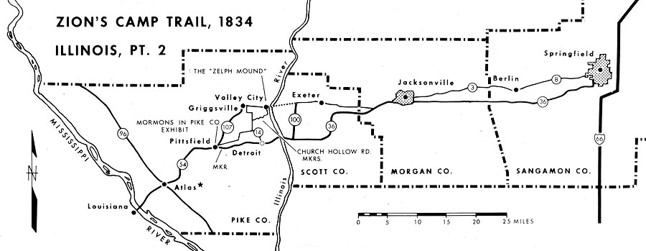 ZION'S CAMP TRAIL, 1834
ILLINOIS, PT. 2
River
Springfield
THE "ZELPH MOUND"
Jacksonville
Berlin
8
3
36
Valley City
Exeter
Griggsville
MORMONS IN PIKE CO.
EXHIBIT
107
14
100
36
96
66
Pittsfield
Detroit
CHURCH HOLLOW RD.
MKRS.
MKR.
MISSISSIPPI
54
N
Atlas*
SCOTT CO.
MORGAN CO.
SANGAMON CO.
Louisiana
Illinois
PIKE CO.
RIVER
0 5 10 15 20 25 MILES